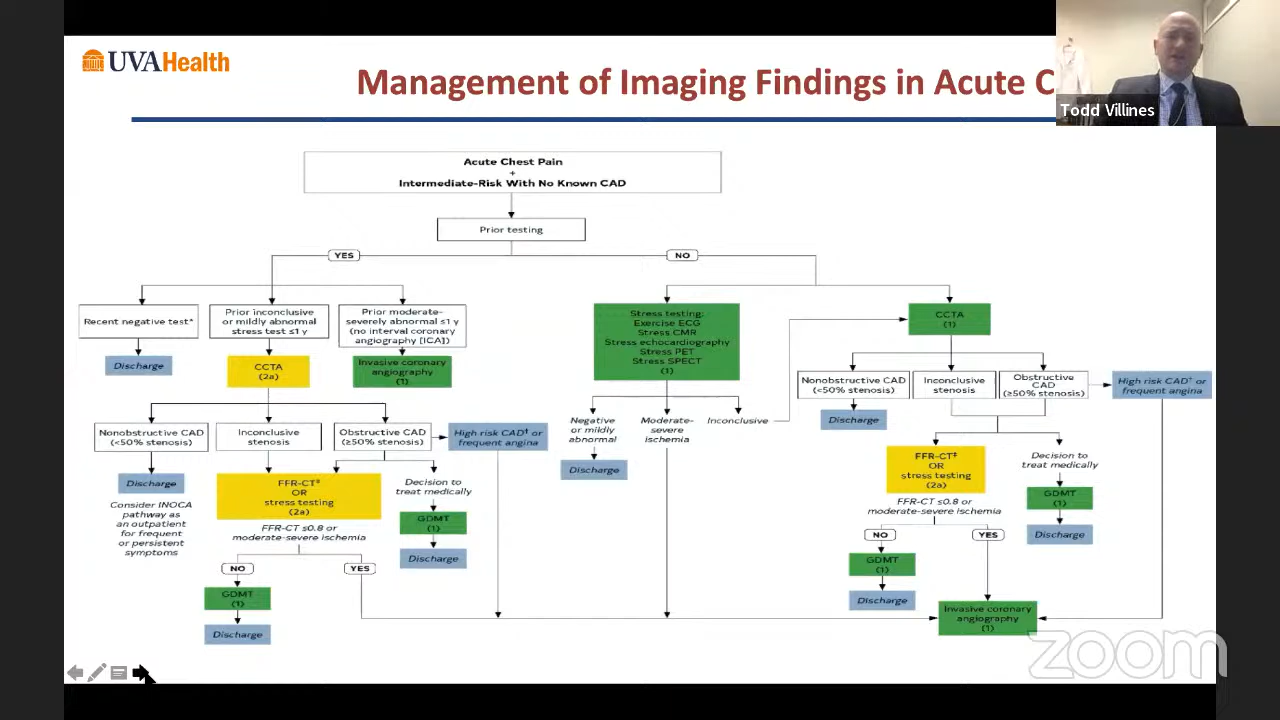 UVAHealth
Management of Imaging Findings in Acute C
Todd Villines
Acute Chest Pain
+
Intermediate-Risk With No Known CAD
Prior testing
YES
NO
Recent negative test*
Discharge
Prior inconclusive
or mildly abnormal
stress test ≤1 y
CCTA
(2a)
Prior moderate-
severely abnormal ≤1 y
(no interval coronary
angiography [ICA])
Invasive coronary
angiography
(1)
Nonobstructive CAD
(<50% stenosis)
Discharge
Consider INOCA
pathway as
an outpatient
for frequent
or persistent
symptoms
Inconclusive
stenosis
Obstructive CAD
(≥50% stenosis)
High risk CAD† or
frequent angina
FFR-CT‡
OR
stress testing
(2a)
FFR-CT ≤0.8 or
moderate-severe ischemia
NO
YES
GDMT
(1)
Discharge
Decision to
treat medically
GDMT
(1)
Discharge
Stress testing:
Exercise ECG
Stress CMR
Stress echocardiography
Stress PET
Stress SPECT
(1)
Negative
or mildly
abnormal
Discharge
Moderate-
severe
ischemia
Inconclusive
CCTA
(1)
Nonobstructive CAD
(<50% stenosis)
Discharge
Inconclusive
stenosis
Obstructive
CAD
(≥50% stenosis)
High risk CAD† or
frequent angina
FFR-CT‡
OR
stress testing
(2a)
FFR-CT ≤0.8 or
moderate-severe ischemia
NO
YES
GDMT
(1)
Discharge
Decision to
treat medically
GDMT
(1)
Discharge
Invasive coronary
angiography
(1)
zoom